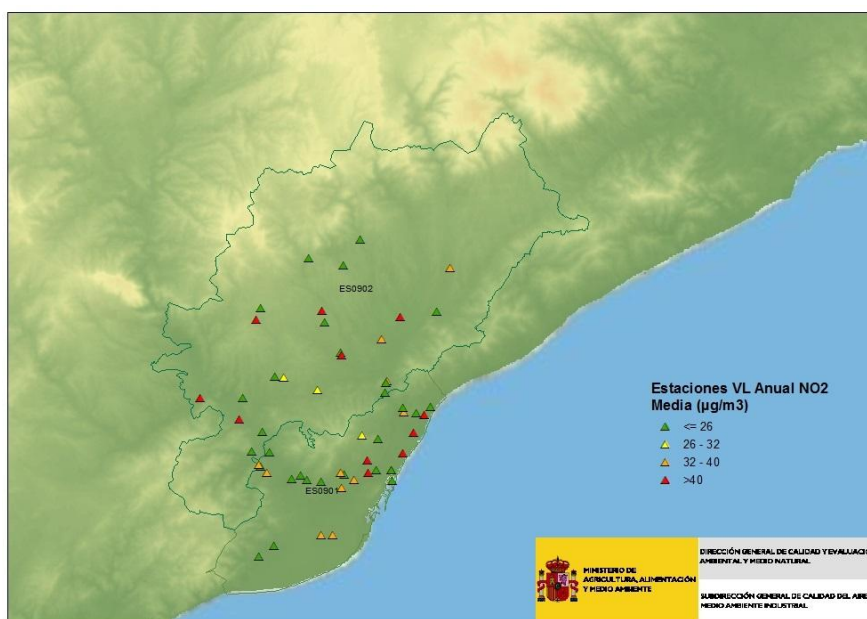 ES0902
Estaciones VL Anual NO2
Media (µg/m3)
<= 26
26 - 32
32 - 40
>40
ES0901
MINISTERIO DE
AGRICULTURA, ALIMENTACIÓN
Y MEDIO AMBIENTE
DIRECCIÓN GENERAL DE CALIDAD Y EVALUACIÓ
AMBIENTAL Y MEDIO NATURAL
SUBDIRECCIÓN GENERAL DE CALIDAD DEL AIRE
MEDIO AMBIENTE INDUSTRIAL